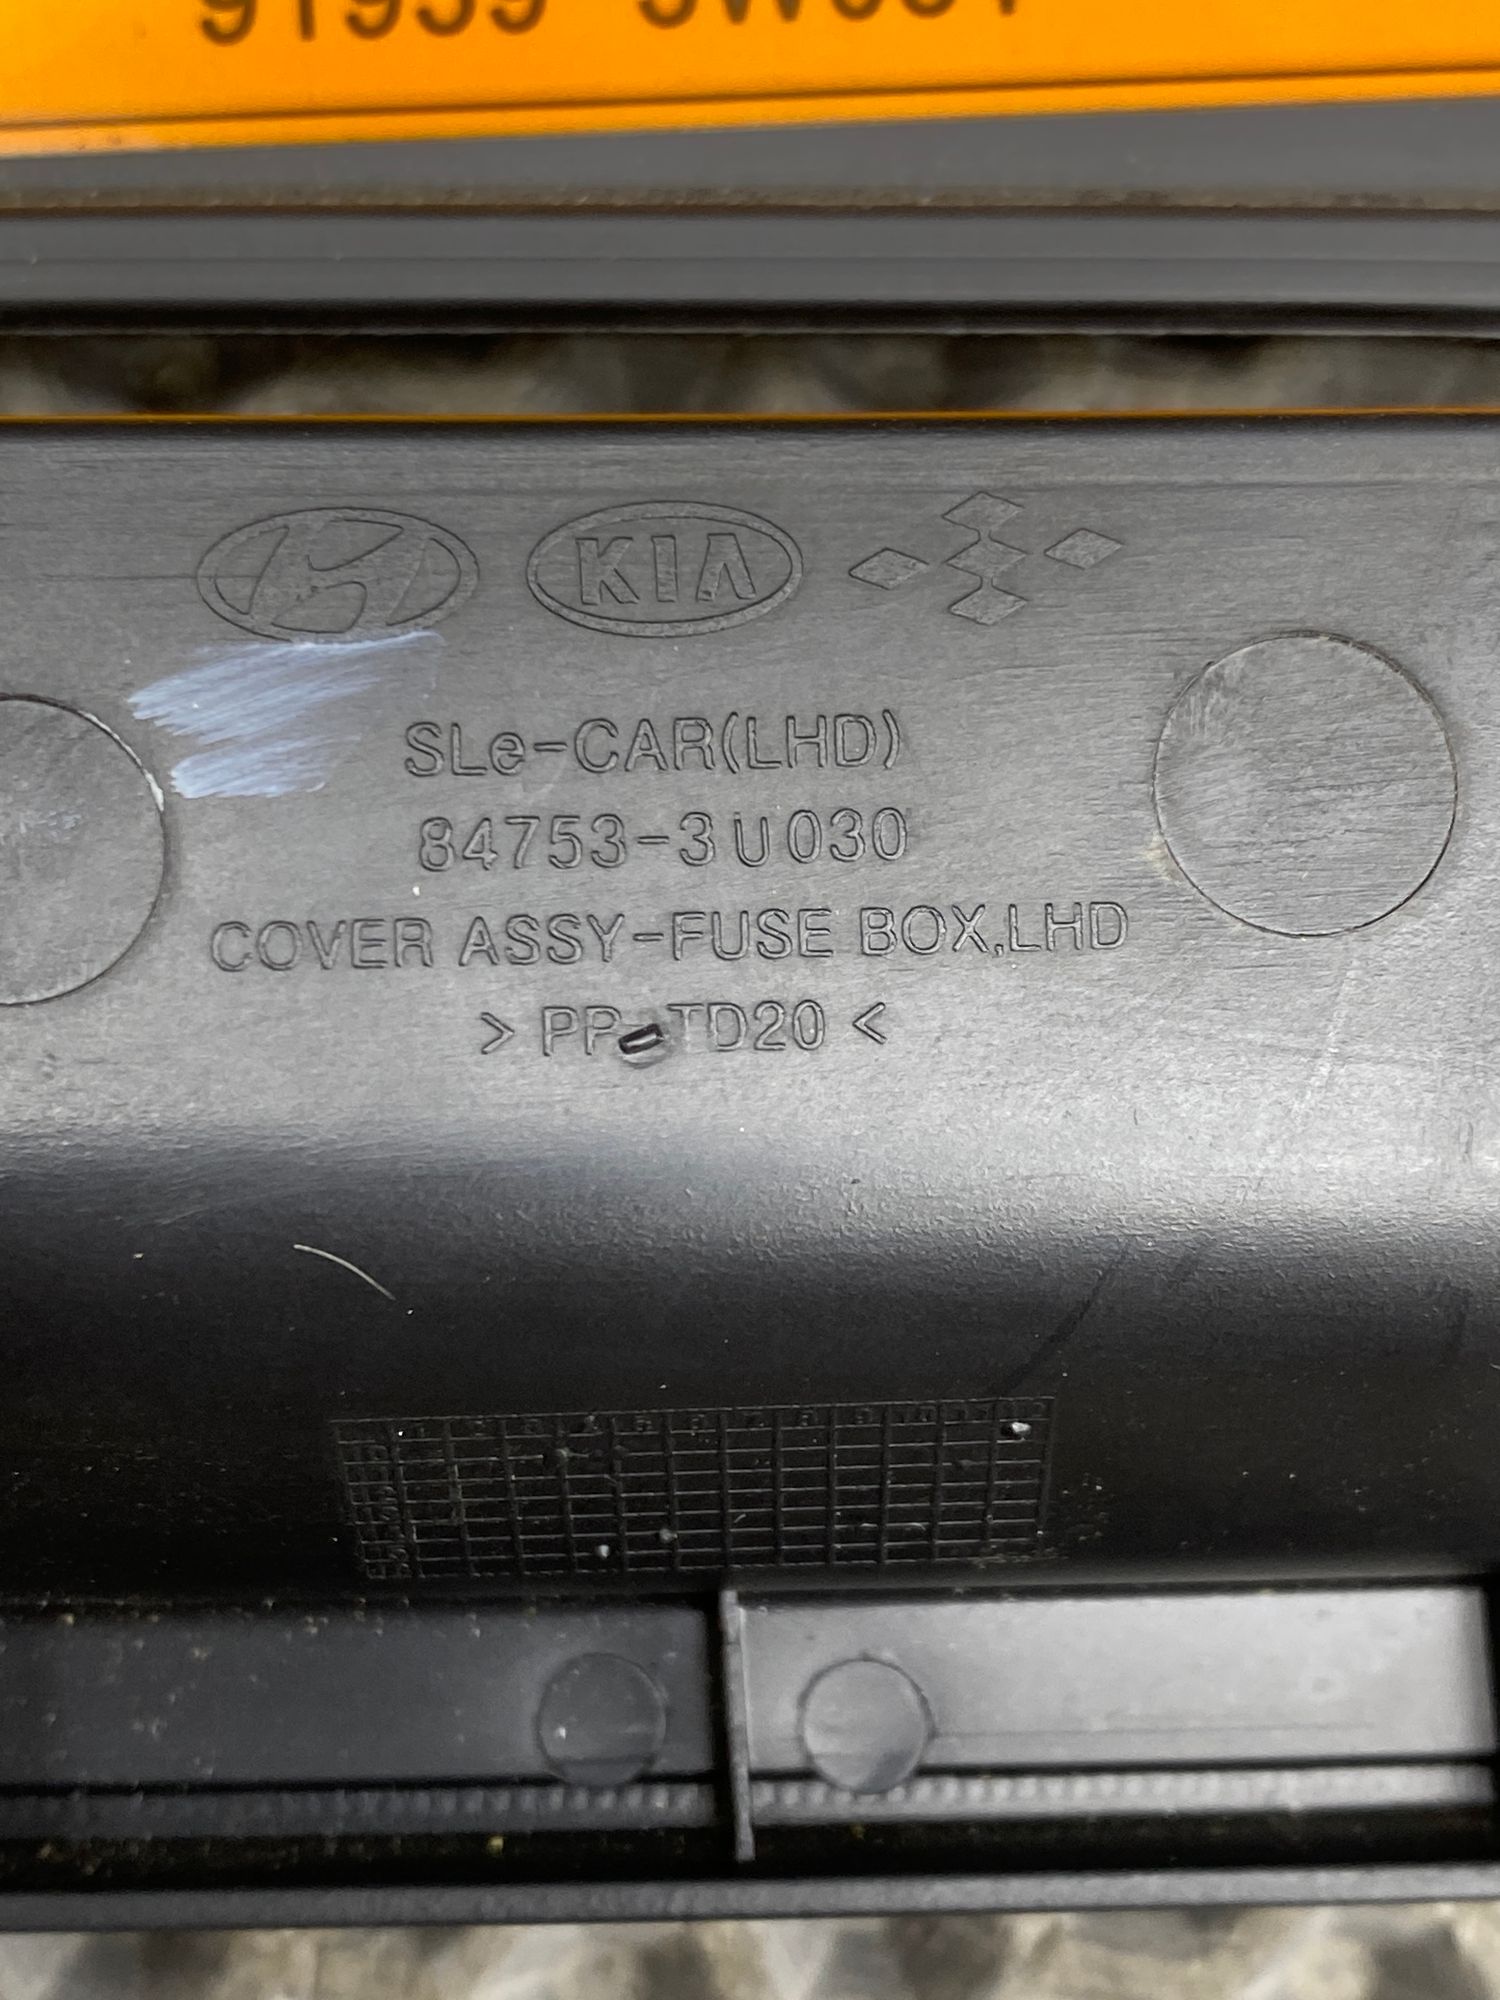 KIA
SLe-CAR(LHD)
84753-3U030
COVER ASSY-FUSE BOX,LHD
> PP-TD20 <